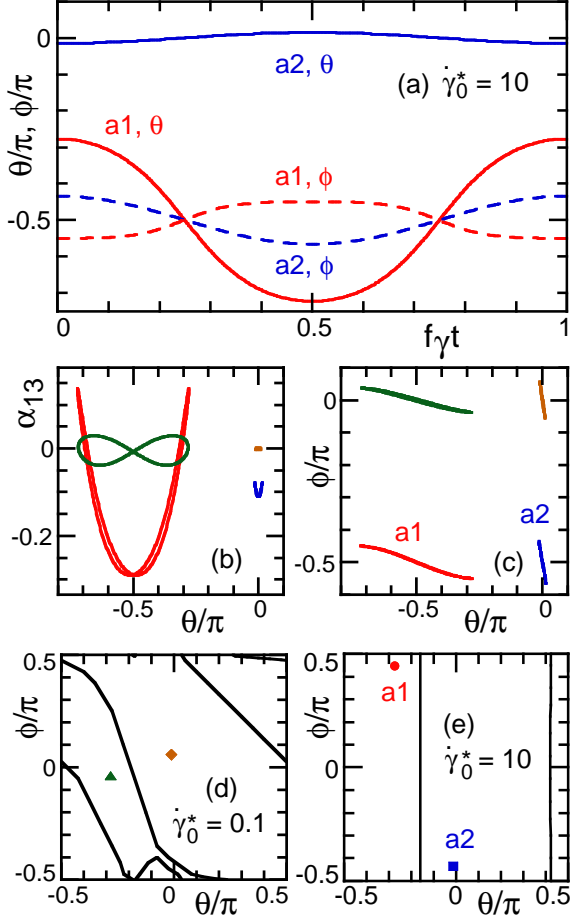 0
-0.5
θ/π, ϕ/π
a2, θ
(a) γ̇₀* = 10
a1, θ
a1, ϕ
a2, ϕ
0 0.5 1
f_γ t
α₁₃
0
-0.2
(b)
-0.5 0
θ/π
ϕ/π
0
-0.5
a1
a2
(c)
-0.5 0
θ/π
ϕ/π
0.5
0
-0.5
(d)
γ̇₀* = 0.1
-0.5 0 0.5
θ/π
ϕ/π
0.5
0
-0.5
a1
(e)
γ̇₀* = 10
a2
-0.5 0 0.5
θ/π